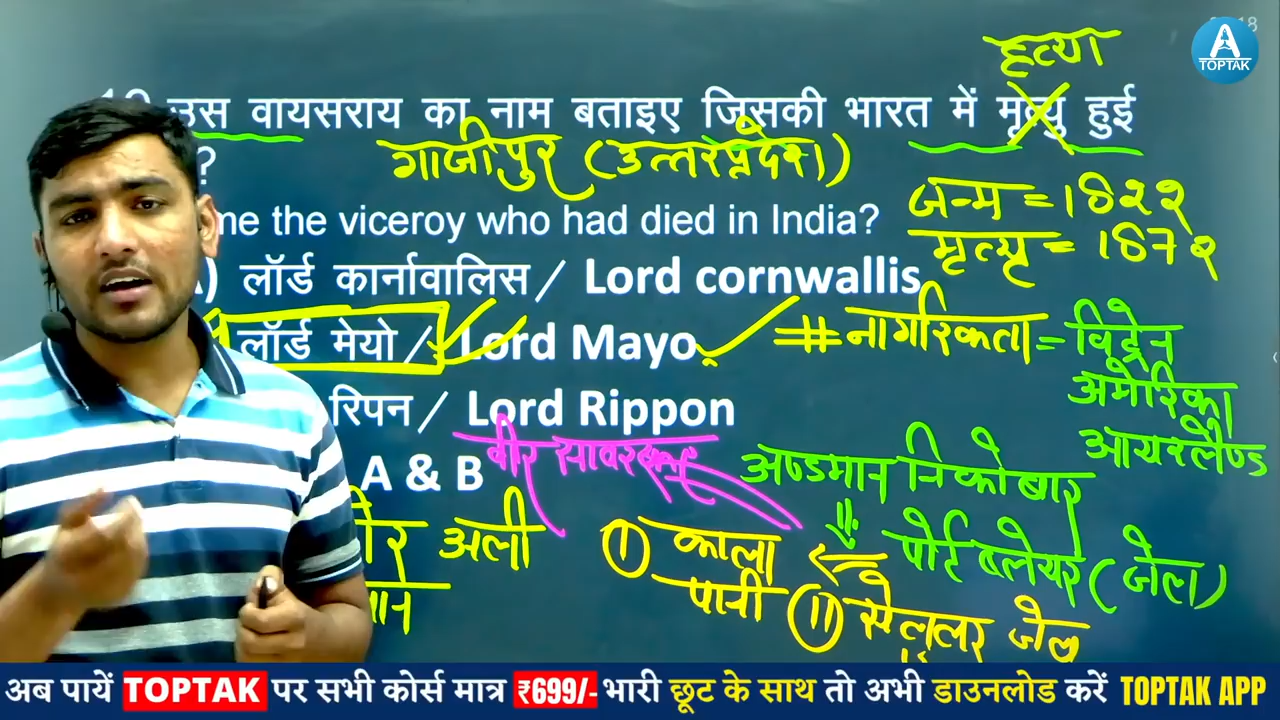 हत्या
A
TOPTAK
उस वायसराय का नाम बताइए जिसकी भारत में मृत्यु हुई
?
गाजीपुर (उत्तरप्रदेश)
me the viceroy who had died in India?
जन्म = 1822
मृत्यु = 1872
) लॉर्ड कार्नावालिस / Lord cornwallis
लॉर्ड मेयो / Lord Mayo
# नागरिकता = ब्रिटेन
अमेरिका
आयरलैण्ड
रिपन / Lord Rippon
वीर सावरकर
A & B
अण्डमान निकोबार
पोर्ट ब्लेयर (जेल)
अली
① काला
पानी
⑪ सेलुलर जेल
अब पायें TOPTAK पर सभी कोर्स मात्र ₹699/- भारी छूट के साथ तो अभी डाउनलोड करें TOPTAK APP